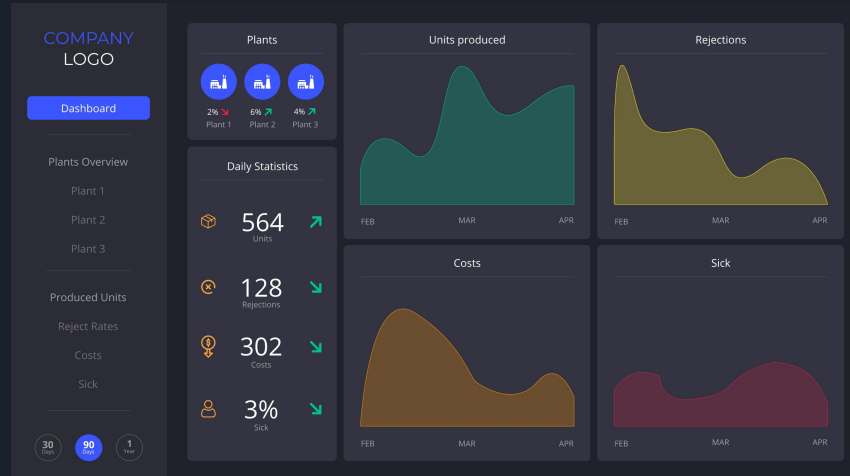 COMPANY
LOGO
Dashboard
Plants Overview
Plant 1
Plant 2
Plant 3
Produced Units
Reject Rates
Costs
Sick
30
Days
90
Days
1
Year
Plants
2%
6%
4%
Plant 1
Plant 2
Plant 3
Daily Statistics
564
Units
128
Rejections
302
Costs
3%
Sick
Units produced
FEB
MAR
APR
Rejections
FEB
MAR
APR
Costs
FEB
MAR
APR
Sick
FEB
MAR
APR